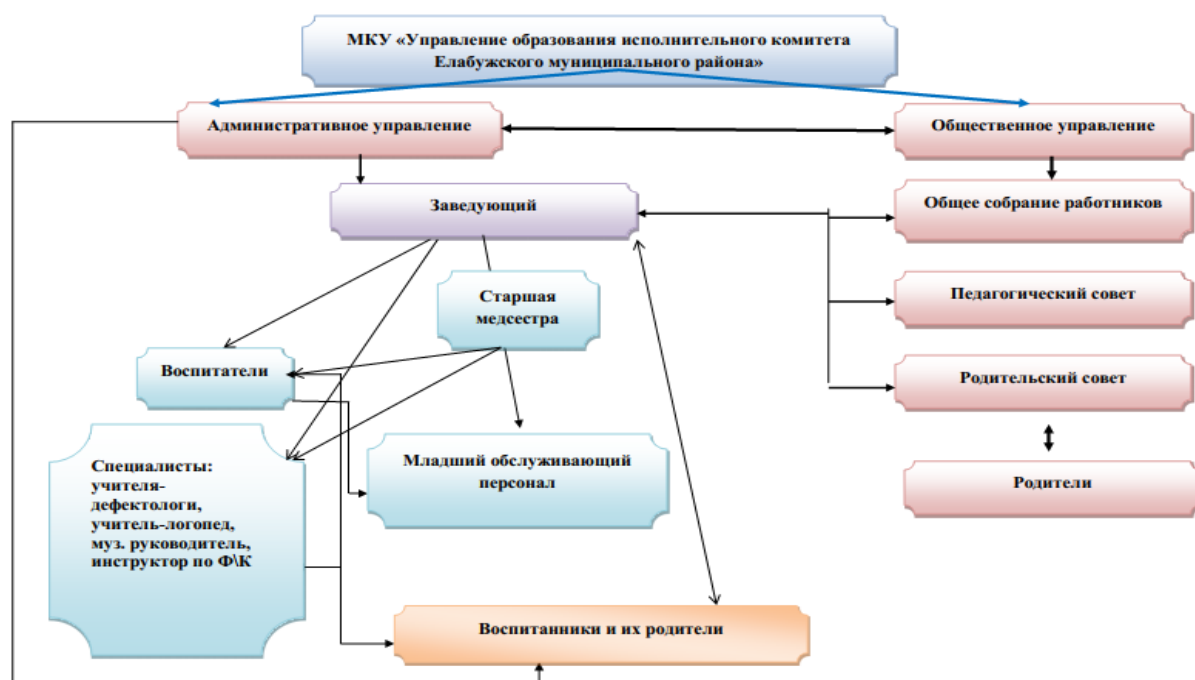 МКУ «Управление образования исполнительного комитета
Елабужского муниципального района»
Административное управление
Общественное управление
Заведующий
Общее собрание работников
Старшая
медсестра
Педагогический совет
Воспитатели
Родительский совет
Специалисты:
учителя-
дефектологи,
учитель-логопед,
муз. руководитель,
инструктор по Ф\К
Младший обслуживающий
персонал
Родители
Воспитанники и их родители